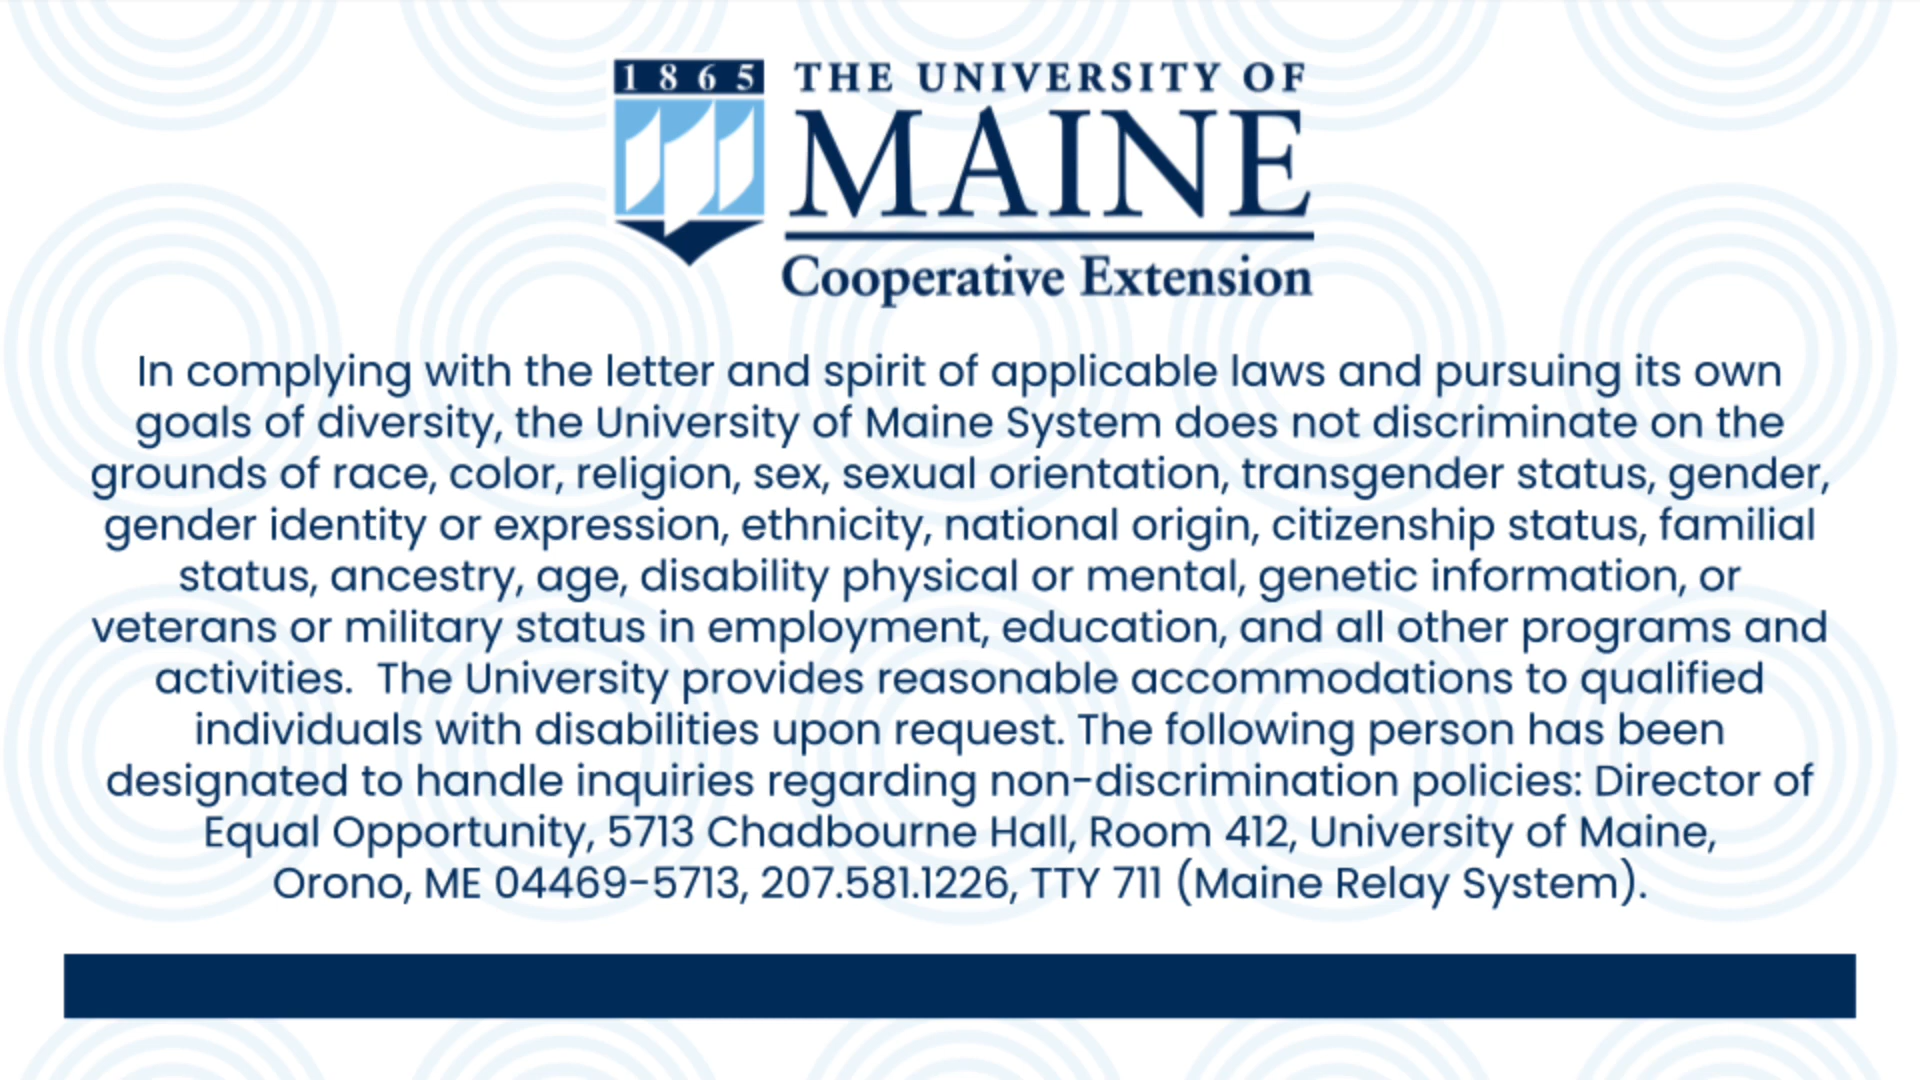 1865
THE UNIVERSITY OF
MAINE
Cooperative Extension
In complying with the letter and spirit of applicable laws and pursuing its own
goals of diversity, the University of Maine System does not discriminate on the
grounds of race, color, religion, sex, sexual orientation, transgender status, gender,
gender identity or expression, ethnicity, national origin, citizenship status, familial
status, ancestry, age, disability physical or mental, genetic information, or
veterans or military status in employment, education, and all other programs and
activities.  The University provides reasonable accommodations to qualified
individuals with disabilities upon request. The following person has been
designated to handle inquiries regarding non-discrimination policies: Director of
Equal Opportunity, 5713 Chadbourne Hall, Room 412, University of Maine,
Orono, ME 04469-5713, 207.581.1226, TTY 711 (Maine Relay System).